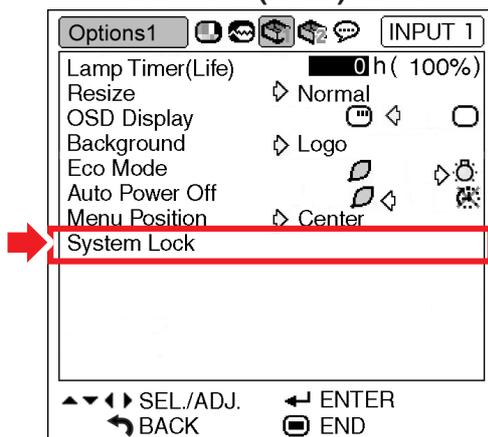 Options1 INPUT 1
Lamp Timer(Life) 0 h( 100%)
Resize Normal
OSD Display
Background Logo
Eco Mode
Auto Power Off
Menu Position Center
System Lock
SEL./ADJ. ENTER
BACK END